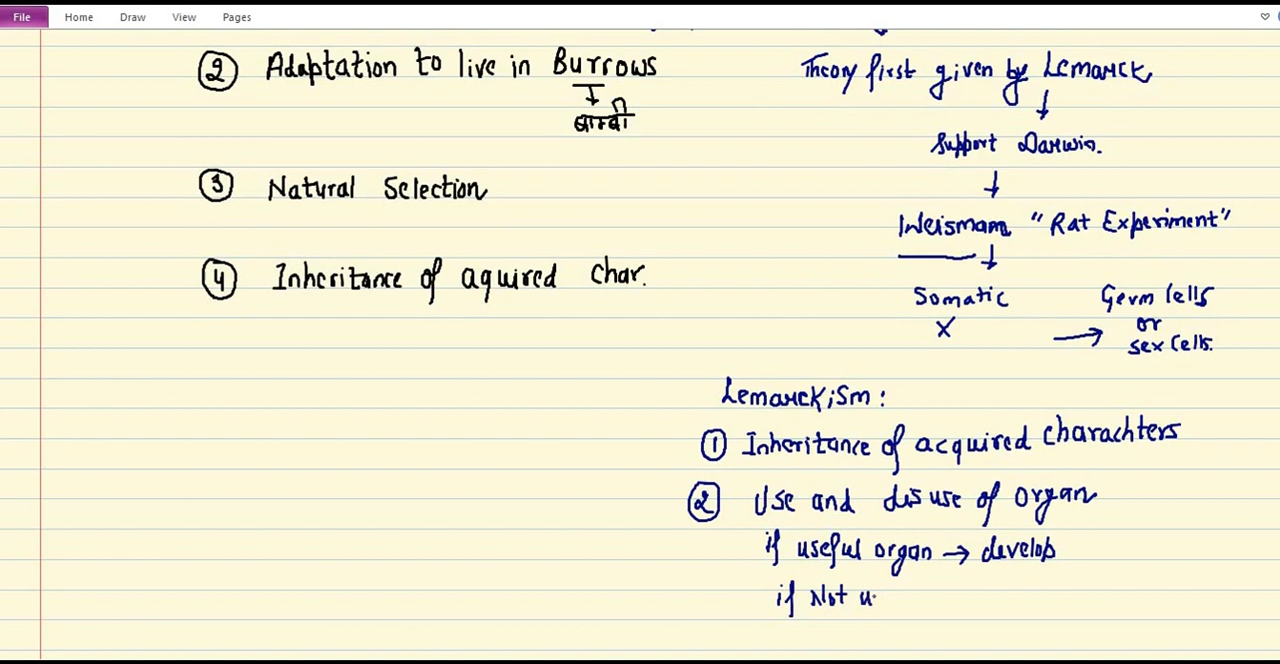 File Home Draw View Pages
② Adaptation to live in Burrows
③ Natural Selection
④ Inheritance of aquired char.
Theory first given by Lemarck
Support Darwin.
Weismann "Rat Experiment"
Somatic
X
Germ Cells
or
Sex Cells.
Lemarckism:
① Inheritance of acquired charachters
② Use and disuse of organ
if useful organ → develop
if Not u